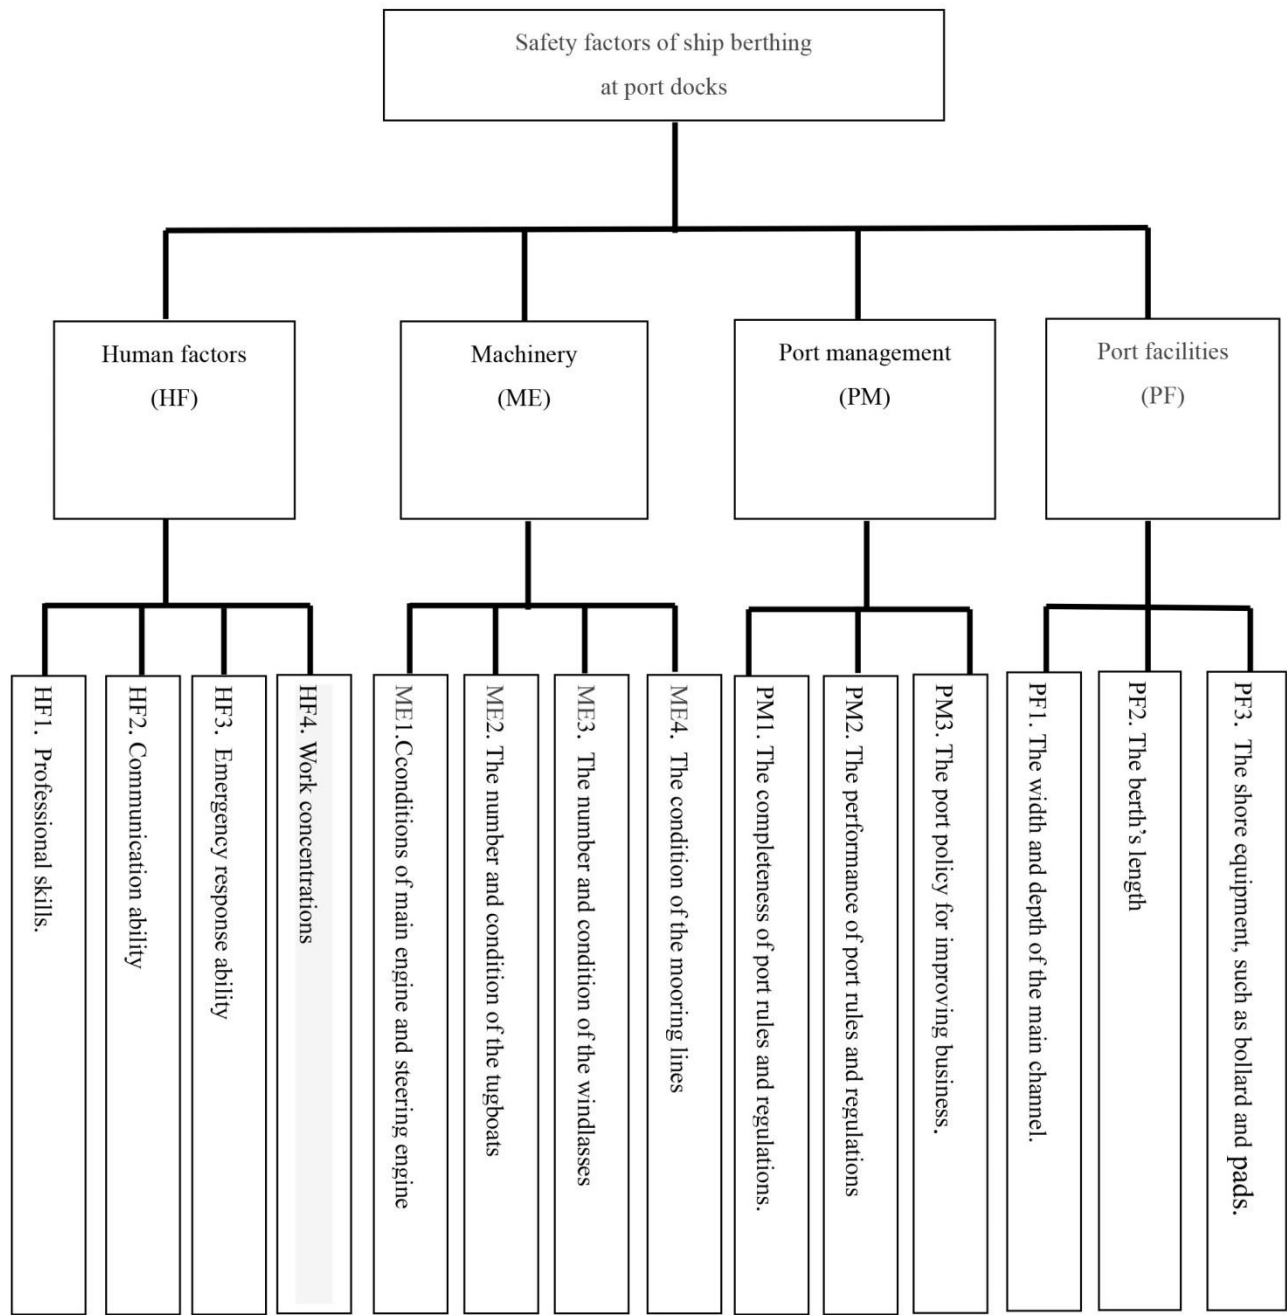 Safety factors of ship berthing
at port docks
Human factors
(HF)
Machinery
(ME)
Port management
(PM)
Port facilities
(PF)
HF1. Professional skills.
HF2. Communication ability
HF3. Emergency response ability
HF4. Work concentrations
ME1.Cconditions of main engine and steering engine
ME2. The number and condition of the tugboats
ME3. The number and condition of the windlasses
ME4. The condition of the mooring lines
PM1. The completeness of port rules and regulations.
PM2. The performance of port rules and regulations
PM3. The port policy for improving business.
PF1. The width and depth of the main channel.
PF2. The berth’s length
PF3. The shore equipment, such as bollard and pads.